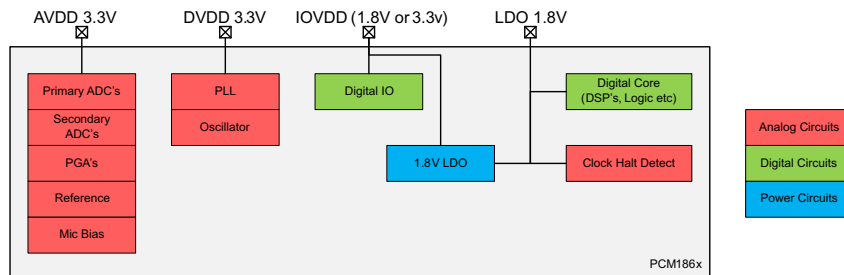 AVDD 3.3V
DVDD 3.3V
IOVDD (1.8V or 3.3v)
LDO 1.8V
Primary ADC's
Secondary
ADC's
PGA's
Reference
Mic Bias
PLL
Oscillator
Digital IO
1.8V LDO
Digital Core
(DSP's, Logic etc)
Clock Halt Detect
PCM186x
Analog Circuits
Digital Circuits
Power Circuits